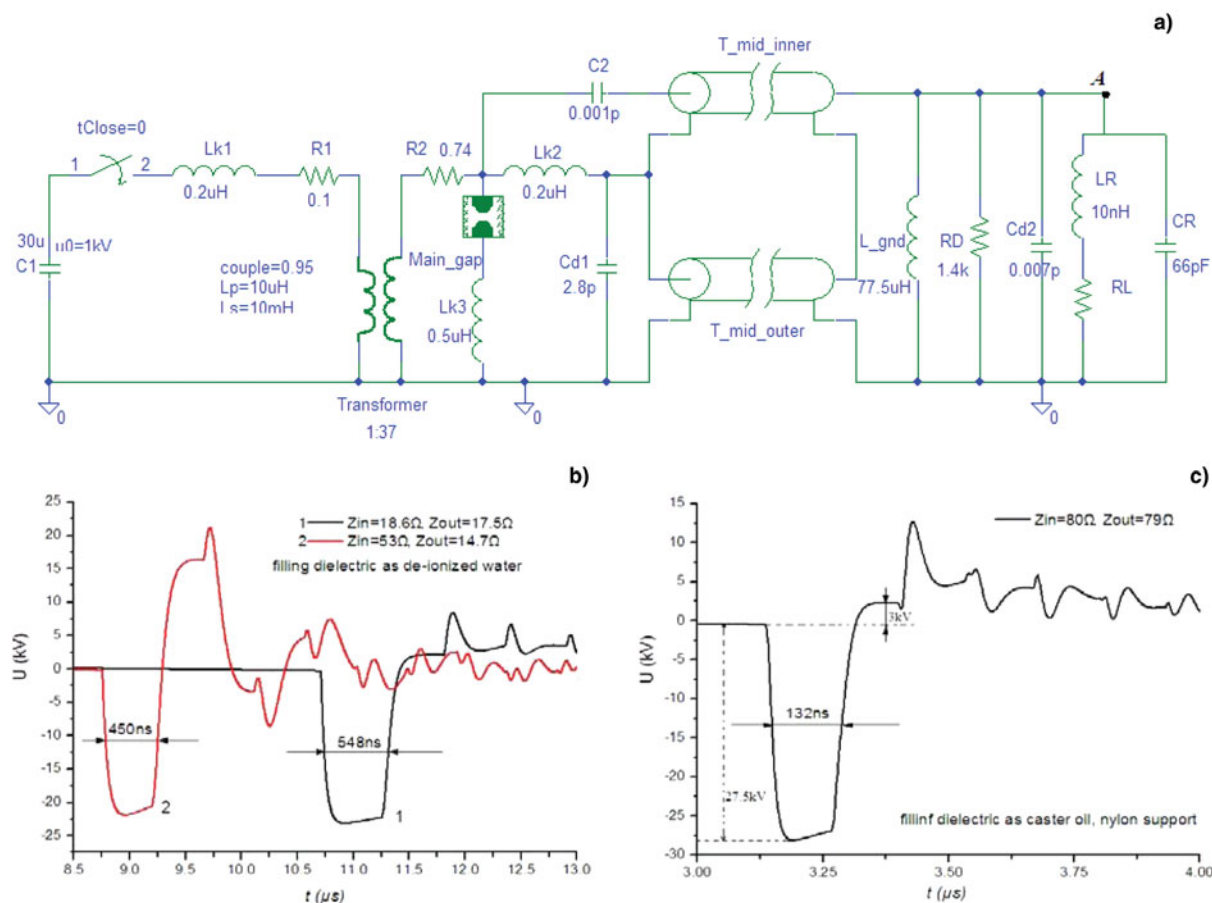 a)
T_mid_inner
C2
0.001p
A
tClose=0
1 2
Lk1
0.2uH
R1
0.1
R2 0.74
Lk2
0.2uH
LR
10nH
CR
66pF
30u
u0=1kV
C1
couple=0.95
Lp=10uH
Ls=10mH
Main_gap
Cd1
2.8p
L_gnd
77.5uH
RD
1.4k
Cd2
0.007p
RL
Lk3
0.5uH
T_mid_outer
Transformer
1:37
0
0
0
b)
25
20
15
10
5
0
-5
-10
-15
-20
-25
U (kV)
1 Zin=18.6Ω, Zout=17.5Ω
2 Zin=53Ω, Zout=14.7Ω
filling dielectric as de-ionized water
450ns
548ns
2
1
8.5 9.0 9.5 10.0 10.5 11.0 11.5 12.0 12.5 13.0
t (μs)
c)
15
10
5
0
-5
-10
-15
-20
-25
-30
U (kV)
Zin=80Ω Zout=79Ω
3kV
132ns
27.5kV
fillinf dielectric as caster oil, nylon support
3.00 3.25 3.50 3.75 4.00
t (μs)